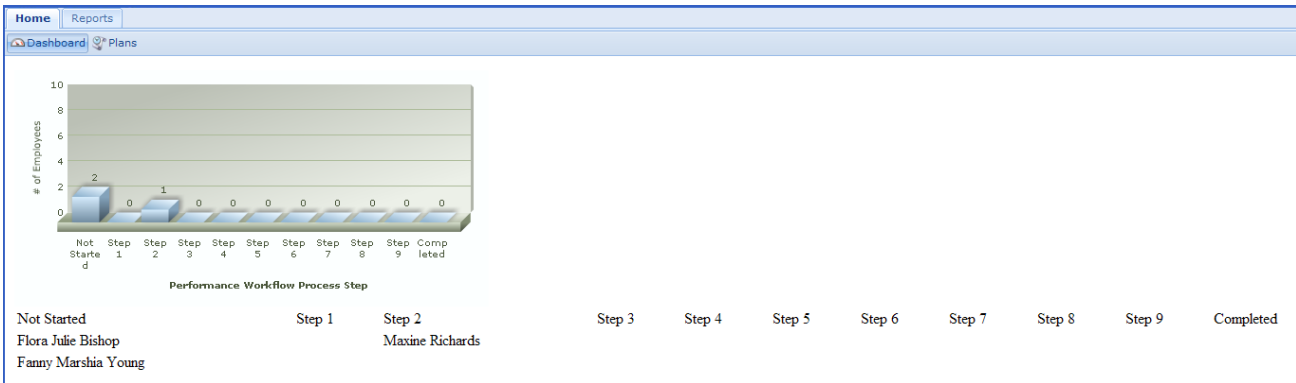 Home Reports
Dashboard Plans
10
8
6
4
2
0
# of Employees
2 0 1 0 0 0 0 0 0 0 0
Not Step Step Step Step Step Step Step Step Step Comp
Starte 1 2 3 4 5 6 7 8 9 leted
d
Performance Workflow Process Step
Not Started Step 1 Step 2 Step 3 Step 4 Step 5 Step 6 Step 7 Step 8 Step 9 Completed
Flora Julie Bishop Maxine Richards
Fanny Marshia Young